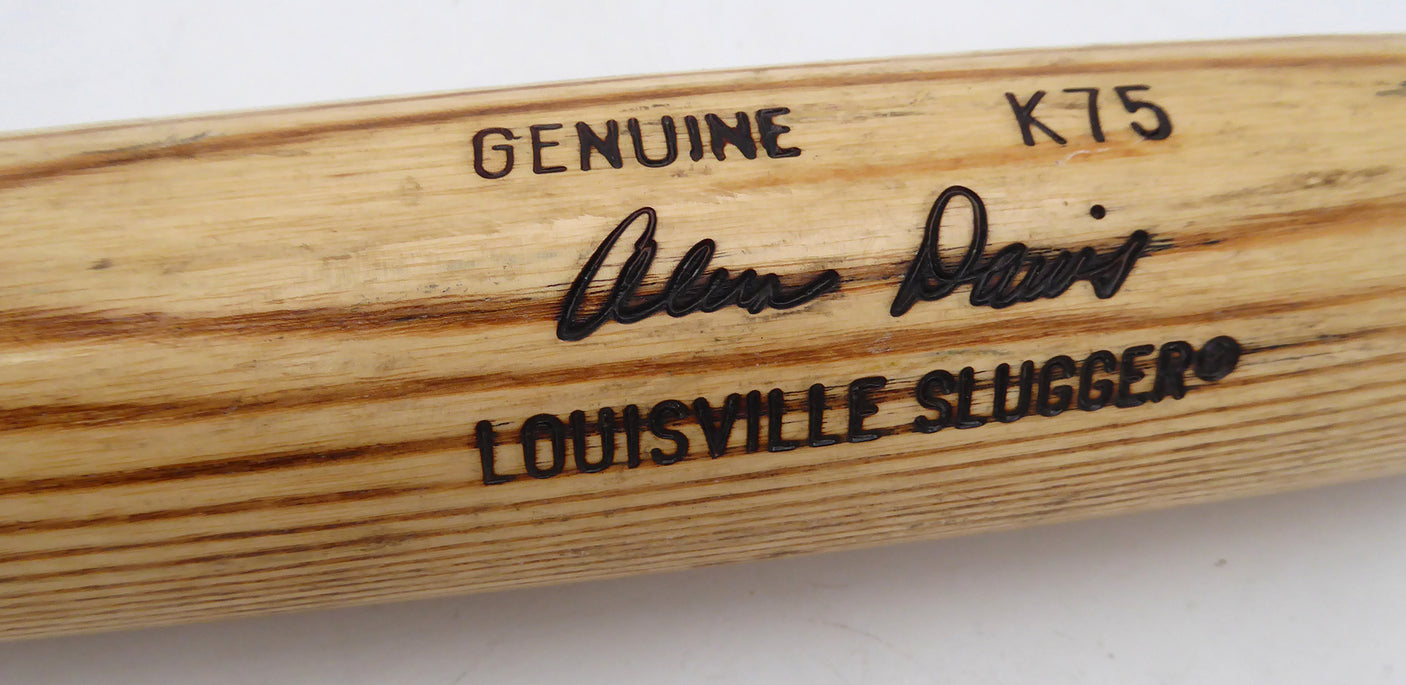 GENUINE K75
Alvin Davis
LOUISVILLE SLUGGER®